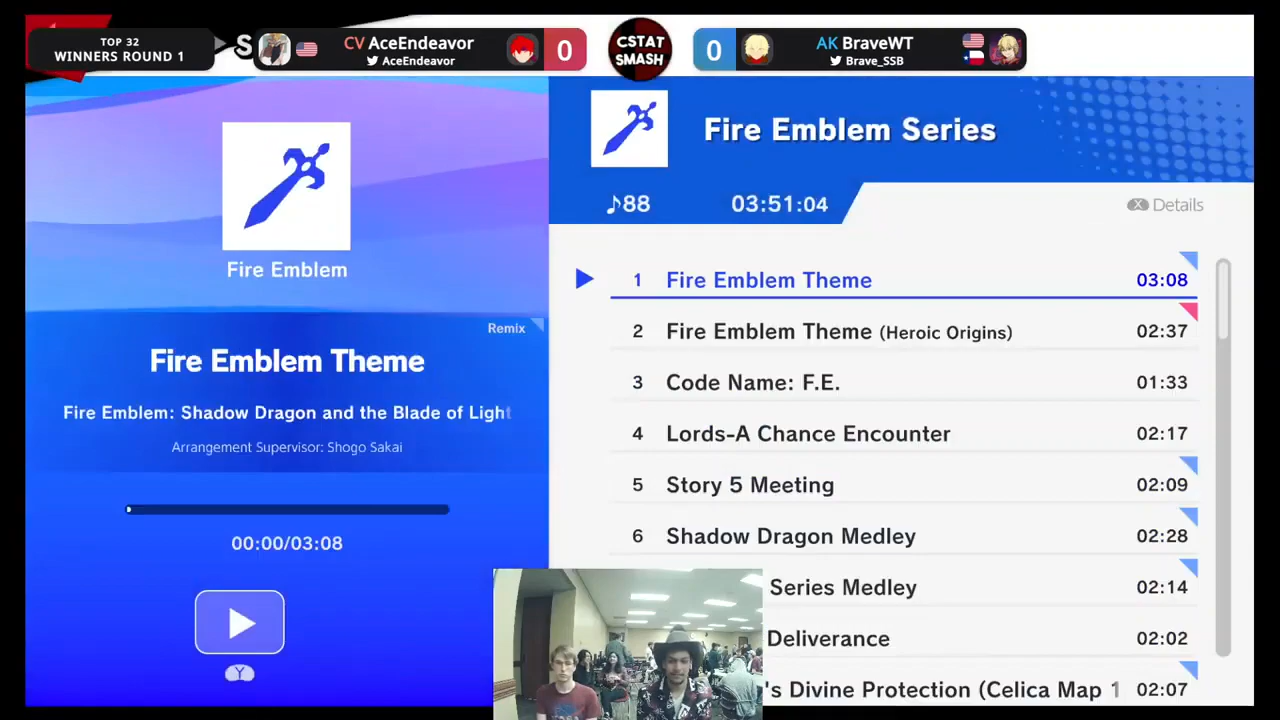 TOP 32
WINNERS ROUND 1
S
CV AceEndeavor
AceEndeavor
0
CSTAT
SMASH
0
AK BraveWT
Brave_SSB
Fire Emblem
Remix
Fire Emblem Theme
Fire Emblem: Shadow Dragon and the Blade of Light
Arrangement Supervisor: Shogo Sakai
00:00/03:08
Y
Fire Emblem Series
♪88 03:51:04
X Details
1 Fire Emblem Theme 03:08
2 Fire Emblem Theme (Heroic Origins) 02:37
3 Code Name: F.E. 01:33
4 Lords-A Chance Encounter 02:17
5 Story 5 Meeting 02:09
6 Shadow Dragon Medley 02:28
Series Medley 02:14
Deliverance 02:02
's Divine Protection (Celica Map 1 02:07